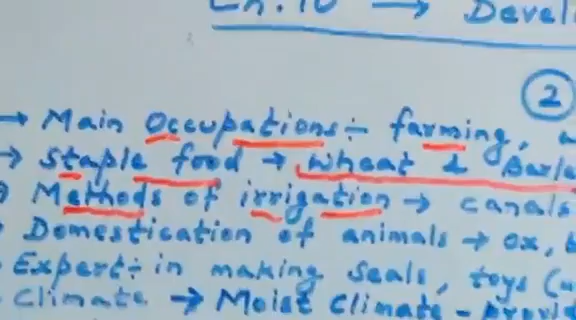 Ch. 10 → Devel
2
→ Main Occupations :- farming,
→ Staple food → Wheat & Barle
Methods of irrigation → canals
Domestication of animals → ox,
Expert :- in making seals, toys
Climate → Moist climate - provid